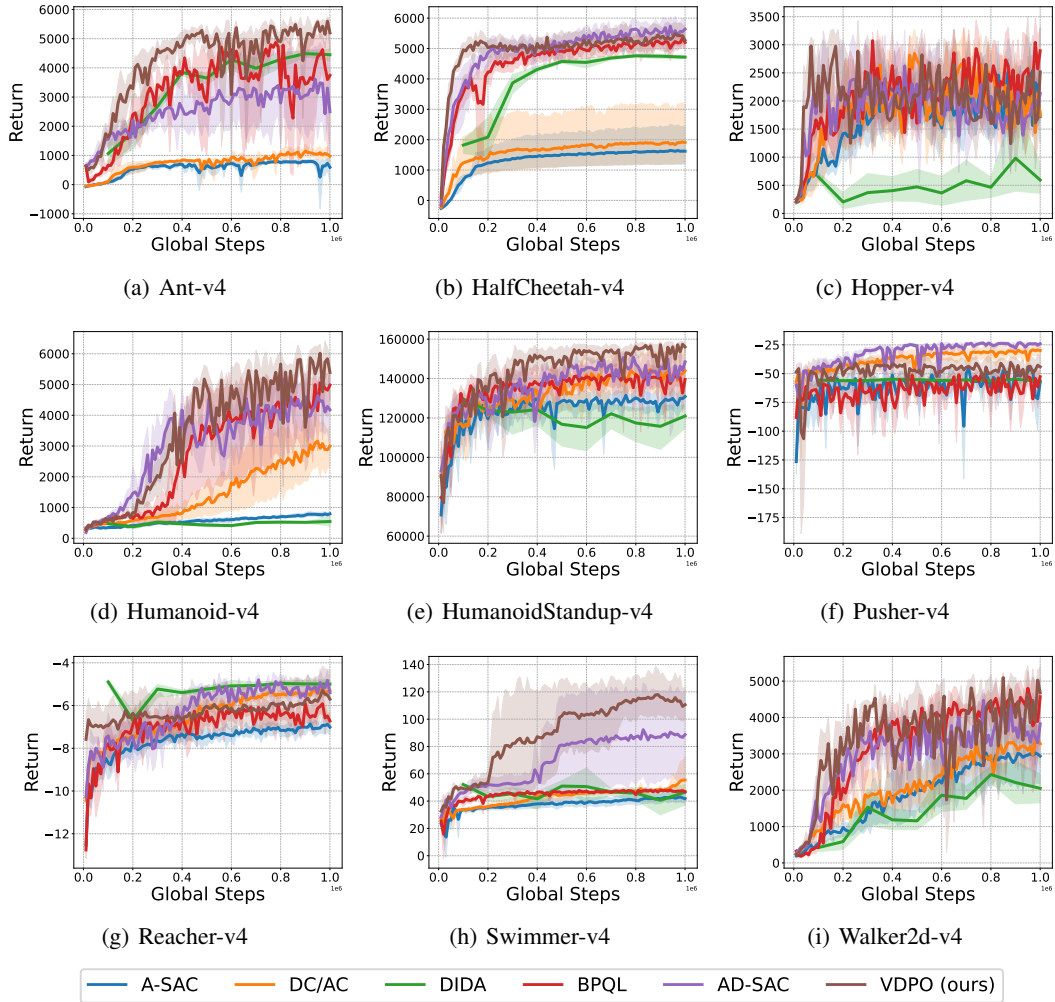 6000
5000
4000
3000
2000
1000
0
−1000
Return
0.0 0.2 0.4 0.6 0.8 1.0
1e6
Global Steps
(a) Ant-v4
6000
5000
4000
3000
2000
1000
0
Return
0.0 0.2 0.4 0.6 0.8 1.0
1e6
Global Steps
(b) HalfCheetah-v4
3500
3000
2500
2000
1500
1000
500
0
Return
0.0 0.2 0.4 0.6 0.8 1.0
1e6
Global Steps
(c) Hopper-v4
6000
5000
4000
3000
2000
1000
0
Return
0.0 0.2 0.4 0.6 0.8 1.0
1e6
Global Steps
(d) Humanoid-v4
160000
140000
120000
100000
80000
60000
Return
0.0 0.2 0.4 0.6 0.8 1.0
1e6
Global Steps
(e) HumanoidStandup-v4
−25
−50
−75
−100
−125
−150
−175
Return
0.0 0.2 0.4 0.6 0.8 1.0
1e6
Global Steps
(f) Pusher-v4
−4
−6
−8
−10
−12
Return
0.0 0.2 0.4 0.6 0.8 1.0
1e6
Global Steps
(g) Reacher-v4
140
120
100
80
60
40
20
0
Return
0.0 0.2 0.4 0.6 0.8 1.0
1e6
Global Steps
(h) Swimmer-v4
5000
4000
3000
2000
1000
0
Return
0.0 0.2 0.4 0.6 0.8 1.0
1e6
Global Steps
(i) Walker2d-v4
A-SAC DC/AC DIDA BPQL AD-SAC VDPO (ours)